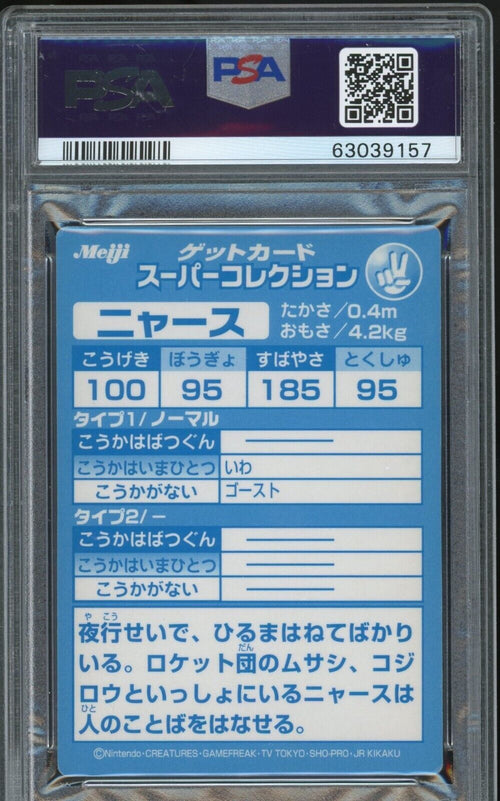 PSA
PSA
63039157
Meiji
ゲットカード
スーパーコレクション
ニャース
たかさ/0.4m
おもさ/4.2kg
こうげき ぼうぎょ すばやさ とくしゅ
100 95 185 95
タイプ1/ノーマル
こうかはばつぐん ―
こうかはいまひとつ いわ
こうかがない ゴースト
タイプ2/ー
こうかはばつぐん ―
こうかはいまひとつ ―
こうかがない ―
夜行せいで、ひるまはねてばかり
いる。ロケット団のムサシ、コジ
ロウといっしょにいるニャースは
人のことばをはなせる。
©Nintendo・CREATURES・GAMEFREAK・TV TOKYO・SHO-PRO・JR KIKAKU